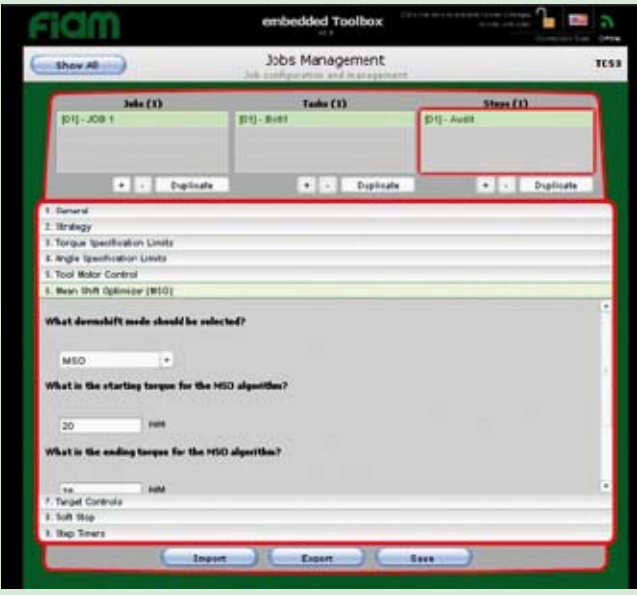 Fiam
embedded Toolbox
Offline
Show All
Jobs Management
Job configuration and management
TCS3
Jobs (1)
Tasks (1)
Steps (1)
[01] - JOB 1
[01] - Bolt1
[01] - Audit
+ - Duplicate
+ - Duplicate
+ - Duplicate
1. General
2. Strategy
3. Torque Specification Limits
4. Angle Specification Limits
5. Tool Motor Control
6. Mean Shift Optimizer (MSO)
What downshift mode should be selected?
MSO
What is the starting torque for the MSO algorithm?
20 NM
What is the ending torque for the MSO algorithm?
NM
7. Target Controls
8. Soft Stop
9. Step Timers
Import Export Save